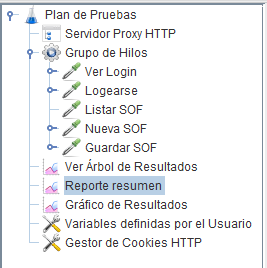 Plan de Pruebas
Servidor Proxy HTTP
Grupo de Hilos
Ver Login
Logearse
Listar SOF
Nueva SOF
Guardar SOF
Ver Árbol de Resultados
Reporte resumen
Gráfico de Resultados
Variables definidas por el Usuario
Gestor de Cookies HTTP